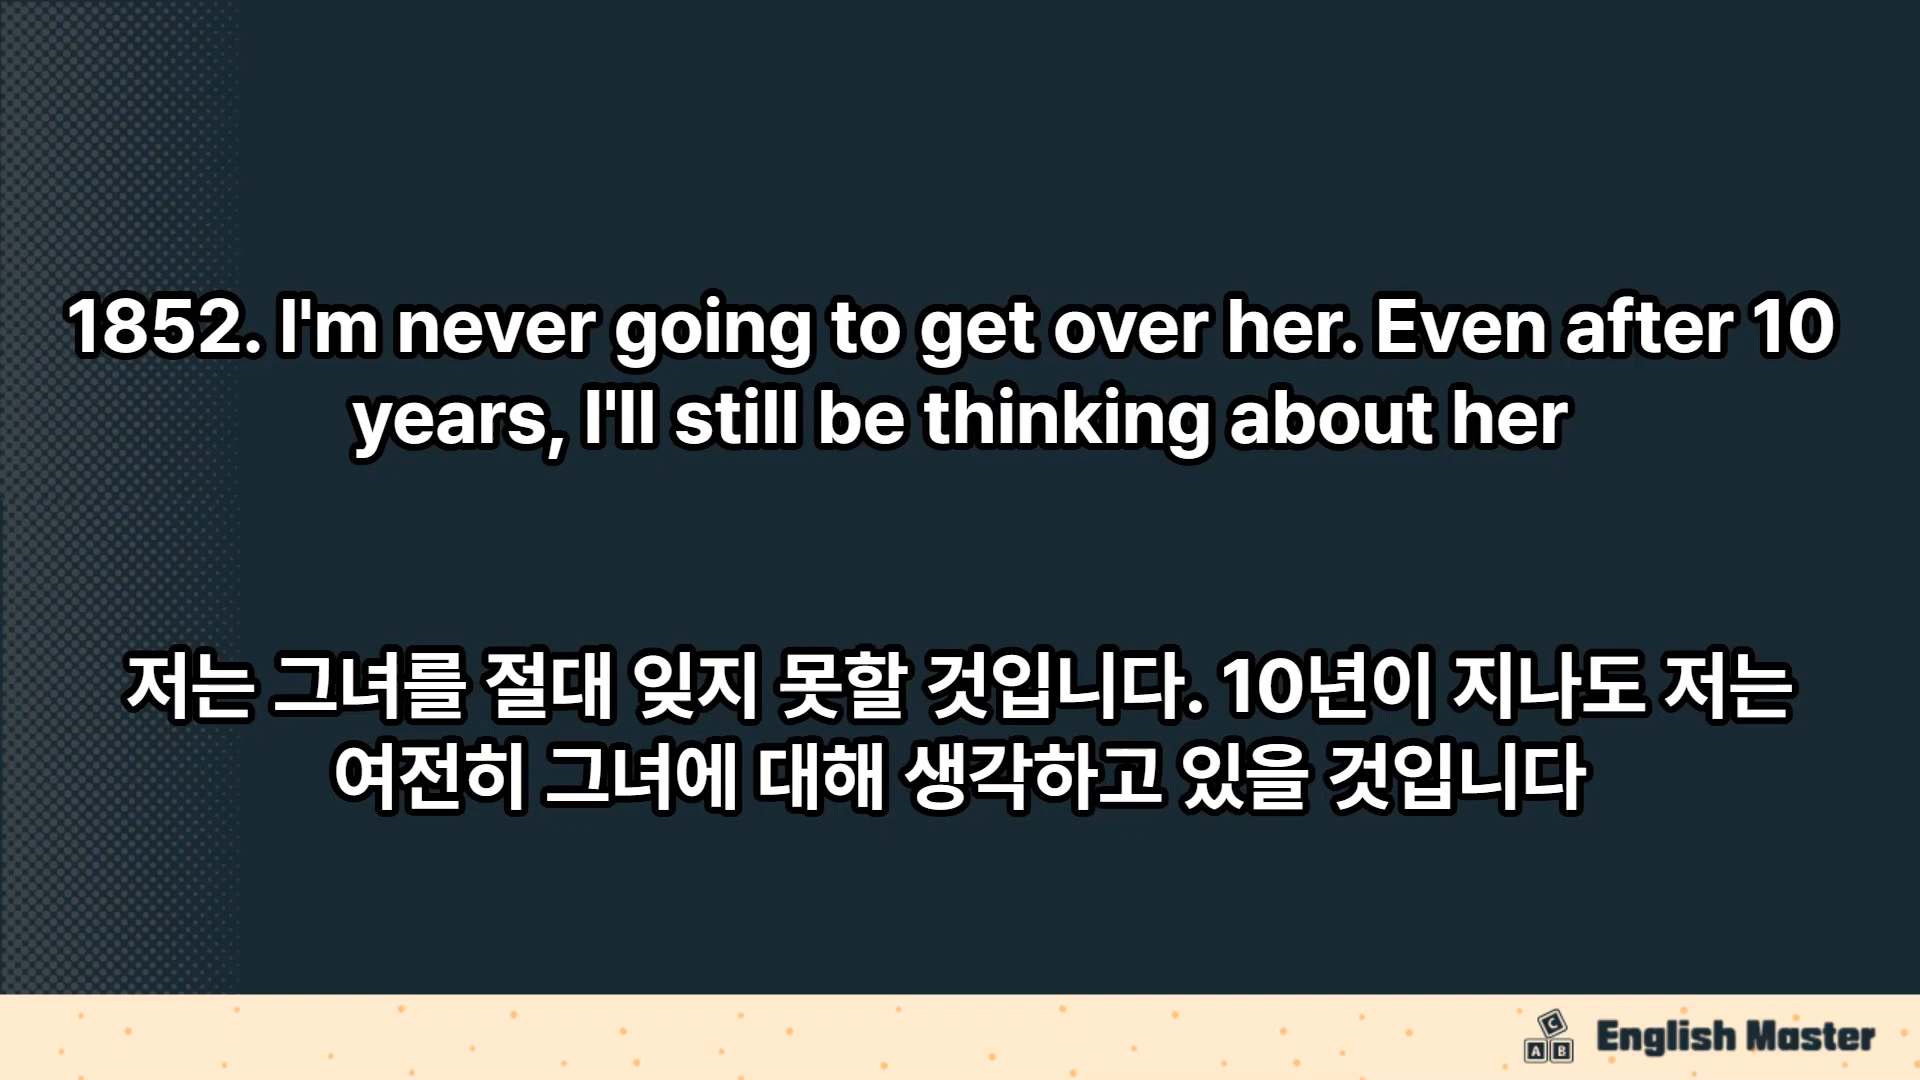 1852. I'm never going to get over her. Even after 10
years, I'll still be thinking about her
저는 그녀를 절대 잊지 못할 것입니다. 10년이 지나도 저는
여전히 그녀에 대해 생각하고 있을 것입니다
C
A B
English Master